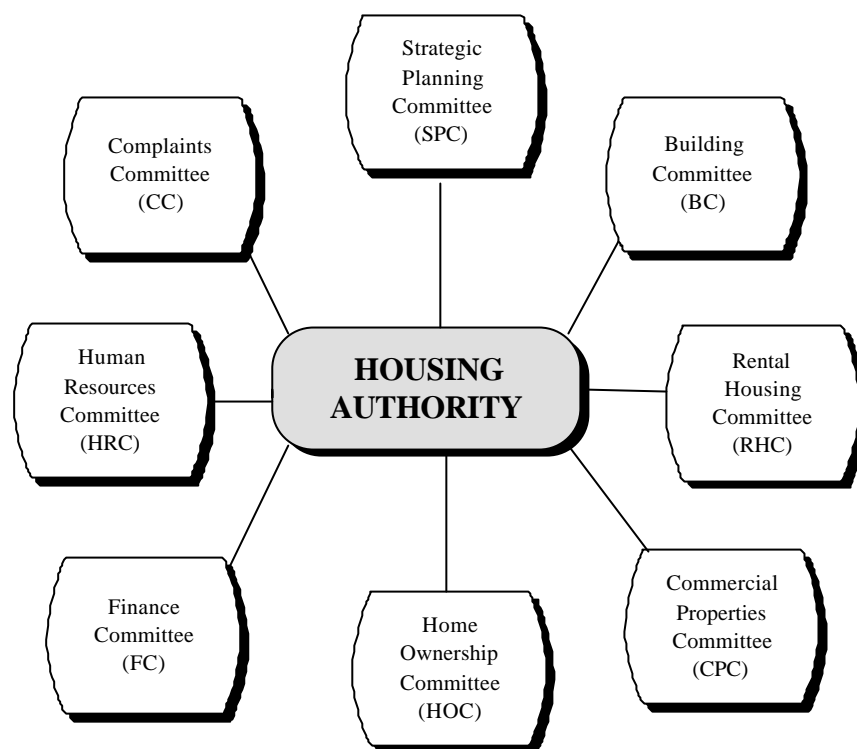 Strategic
Planning
Committee
(SPC)
Complaints
Committee
(CC)
Building
Committee
(BC)
HOUSING
AUTHORITY
Human
Resources
Committee
(HRC)
Rental
Housing
Committee
(RHC)
Finance
Committee
(FC)
Home
Ownership
Committee
(HOC)
Commercial
Properties
Committee
(CPC)